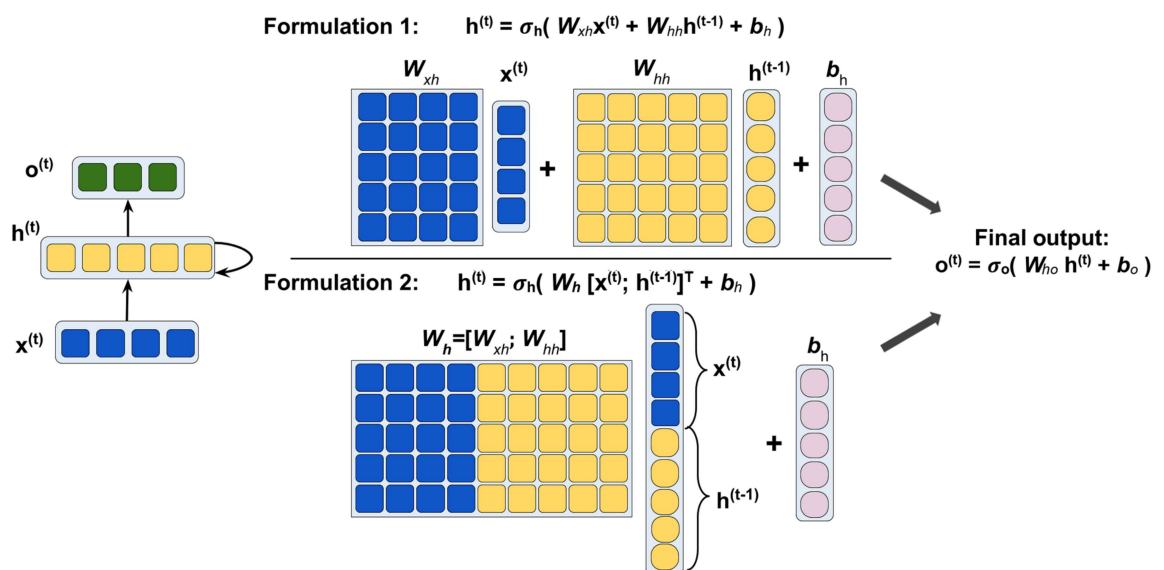 Formulation 1: h⁽ᵗ⁾ = σₕ( Wₓₕx⁽ᵗ⁾ + Wₕₕh⁽ᵗ⁻¹⁾ + bₕ )
Wₓₕ
x⁽ᵗ⁾
Wₕₕ
h⁽ᵗ⁻¹⁾
bₕ
+
+
o⁽ᵗ⁾
h⁽ᵗ⁾
x⁽ᵗ⁾
Final output:
o⁽ᵗ⁾ = σₒ( Wₕₒ h⁽ᵗ⁾ + bₒ )
Formulation 2: h⁽ᵗ⁾ = σₕ( Wₕ [x⁽ᵗ⁾; h⁽ᵗ⁻¹⁾]ᵀ + bₕ )
Wₕ=[Wₓₕ; Wₕₕ]
x⁽ᵗ⁾
h⁽ᵗ⁻¹⁾
+
bₕ